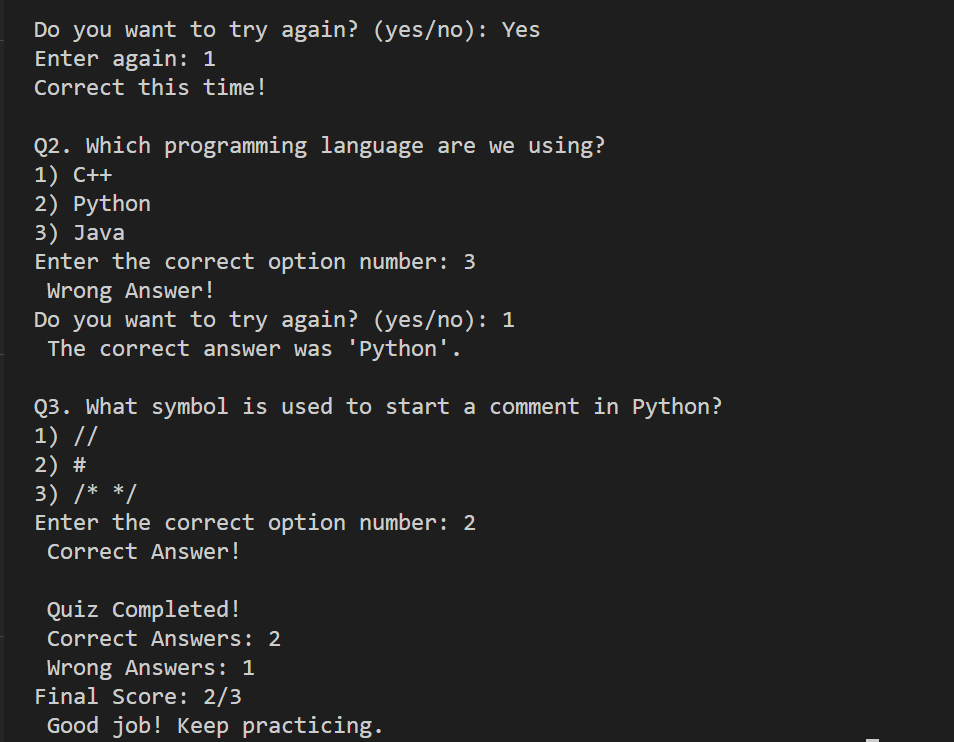 Do you want to try again? (yes/no): Yes
Enter again: 1
Correct this time!

Q2. Which programming language are we using?
1) C++
2) Python
3) Java
Enter the correct option number: 3
 Wrong Answer!
Do you want to try again? (yes/no): 1
 The correct answer was 'Python'.

Q3. What symbol is used to start a comment in Python?
1) //
2) #
3) /* */
Enter the correct option number: 2
 Correct Answer!

 Quiz Completed!
 Correct Answers: 2
 Wrong Answers: 1
Final Score: 2/3
 Good job! Keep practicing.